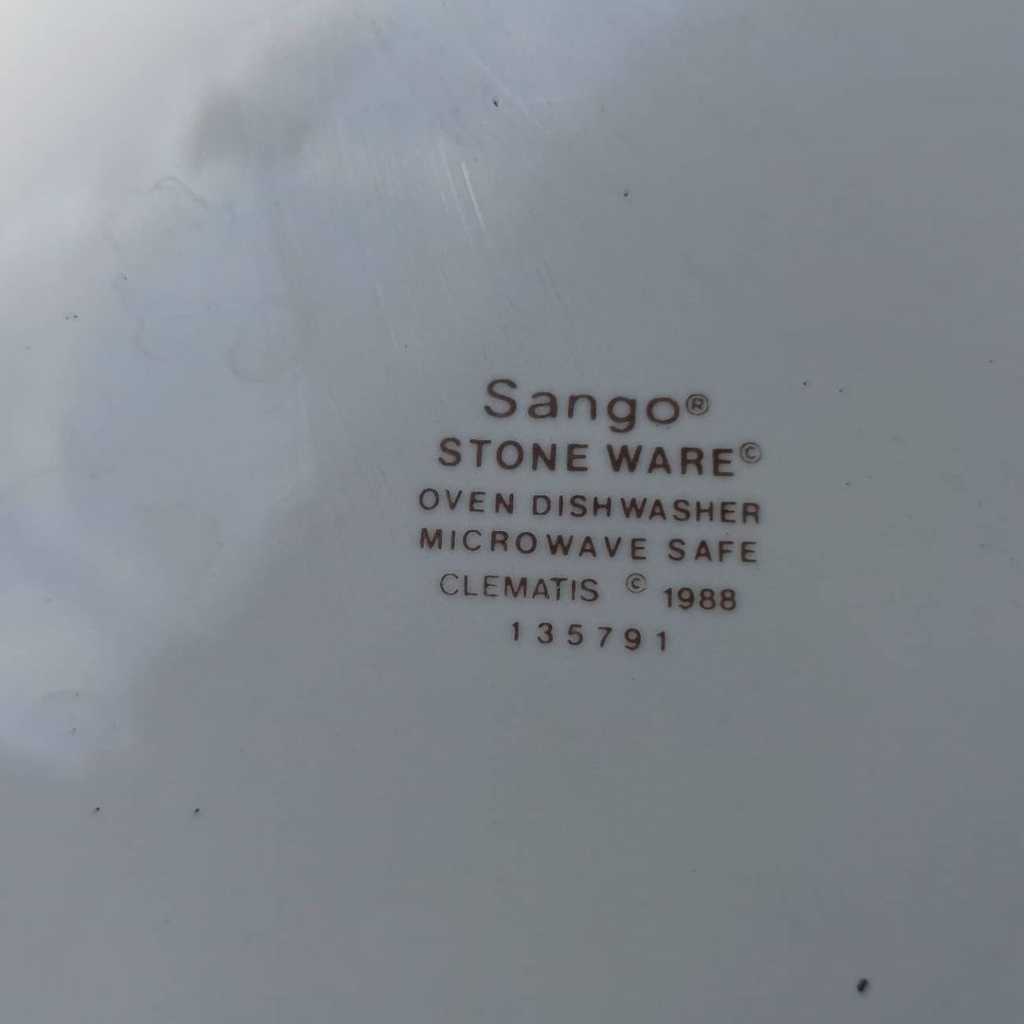 Sango®
STONE WARE©
OVEN DISHWASHER
MICROWAVE SAFE
CLEMATIS © 1988
135791